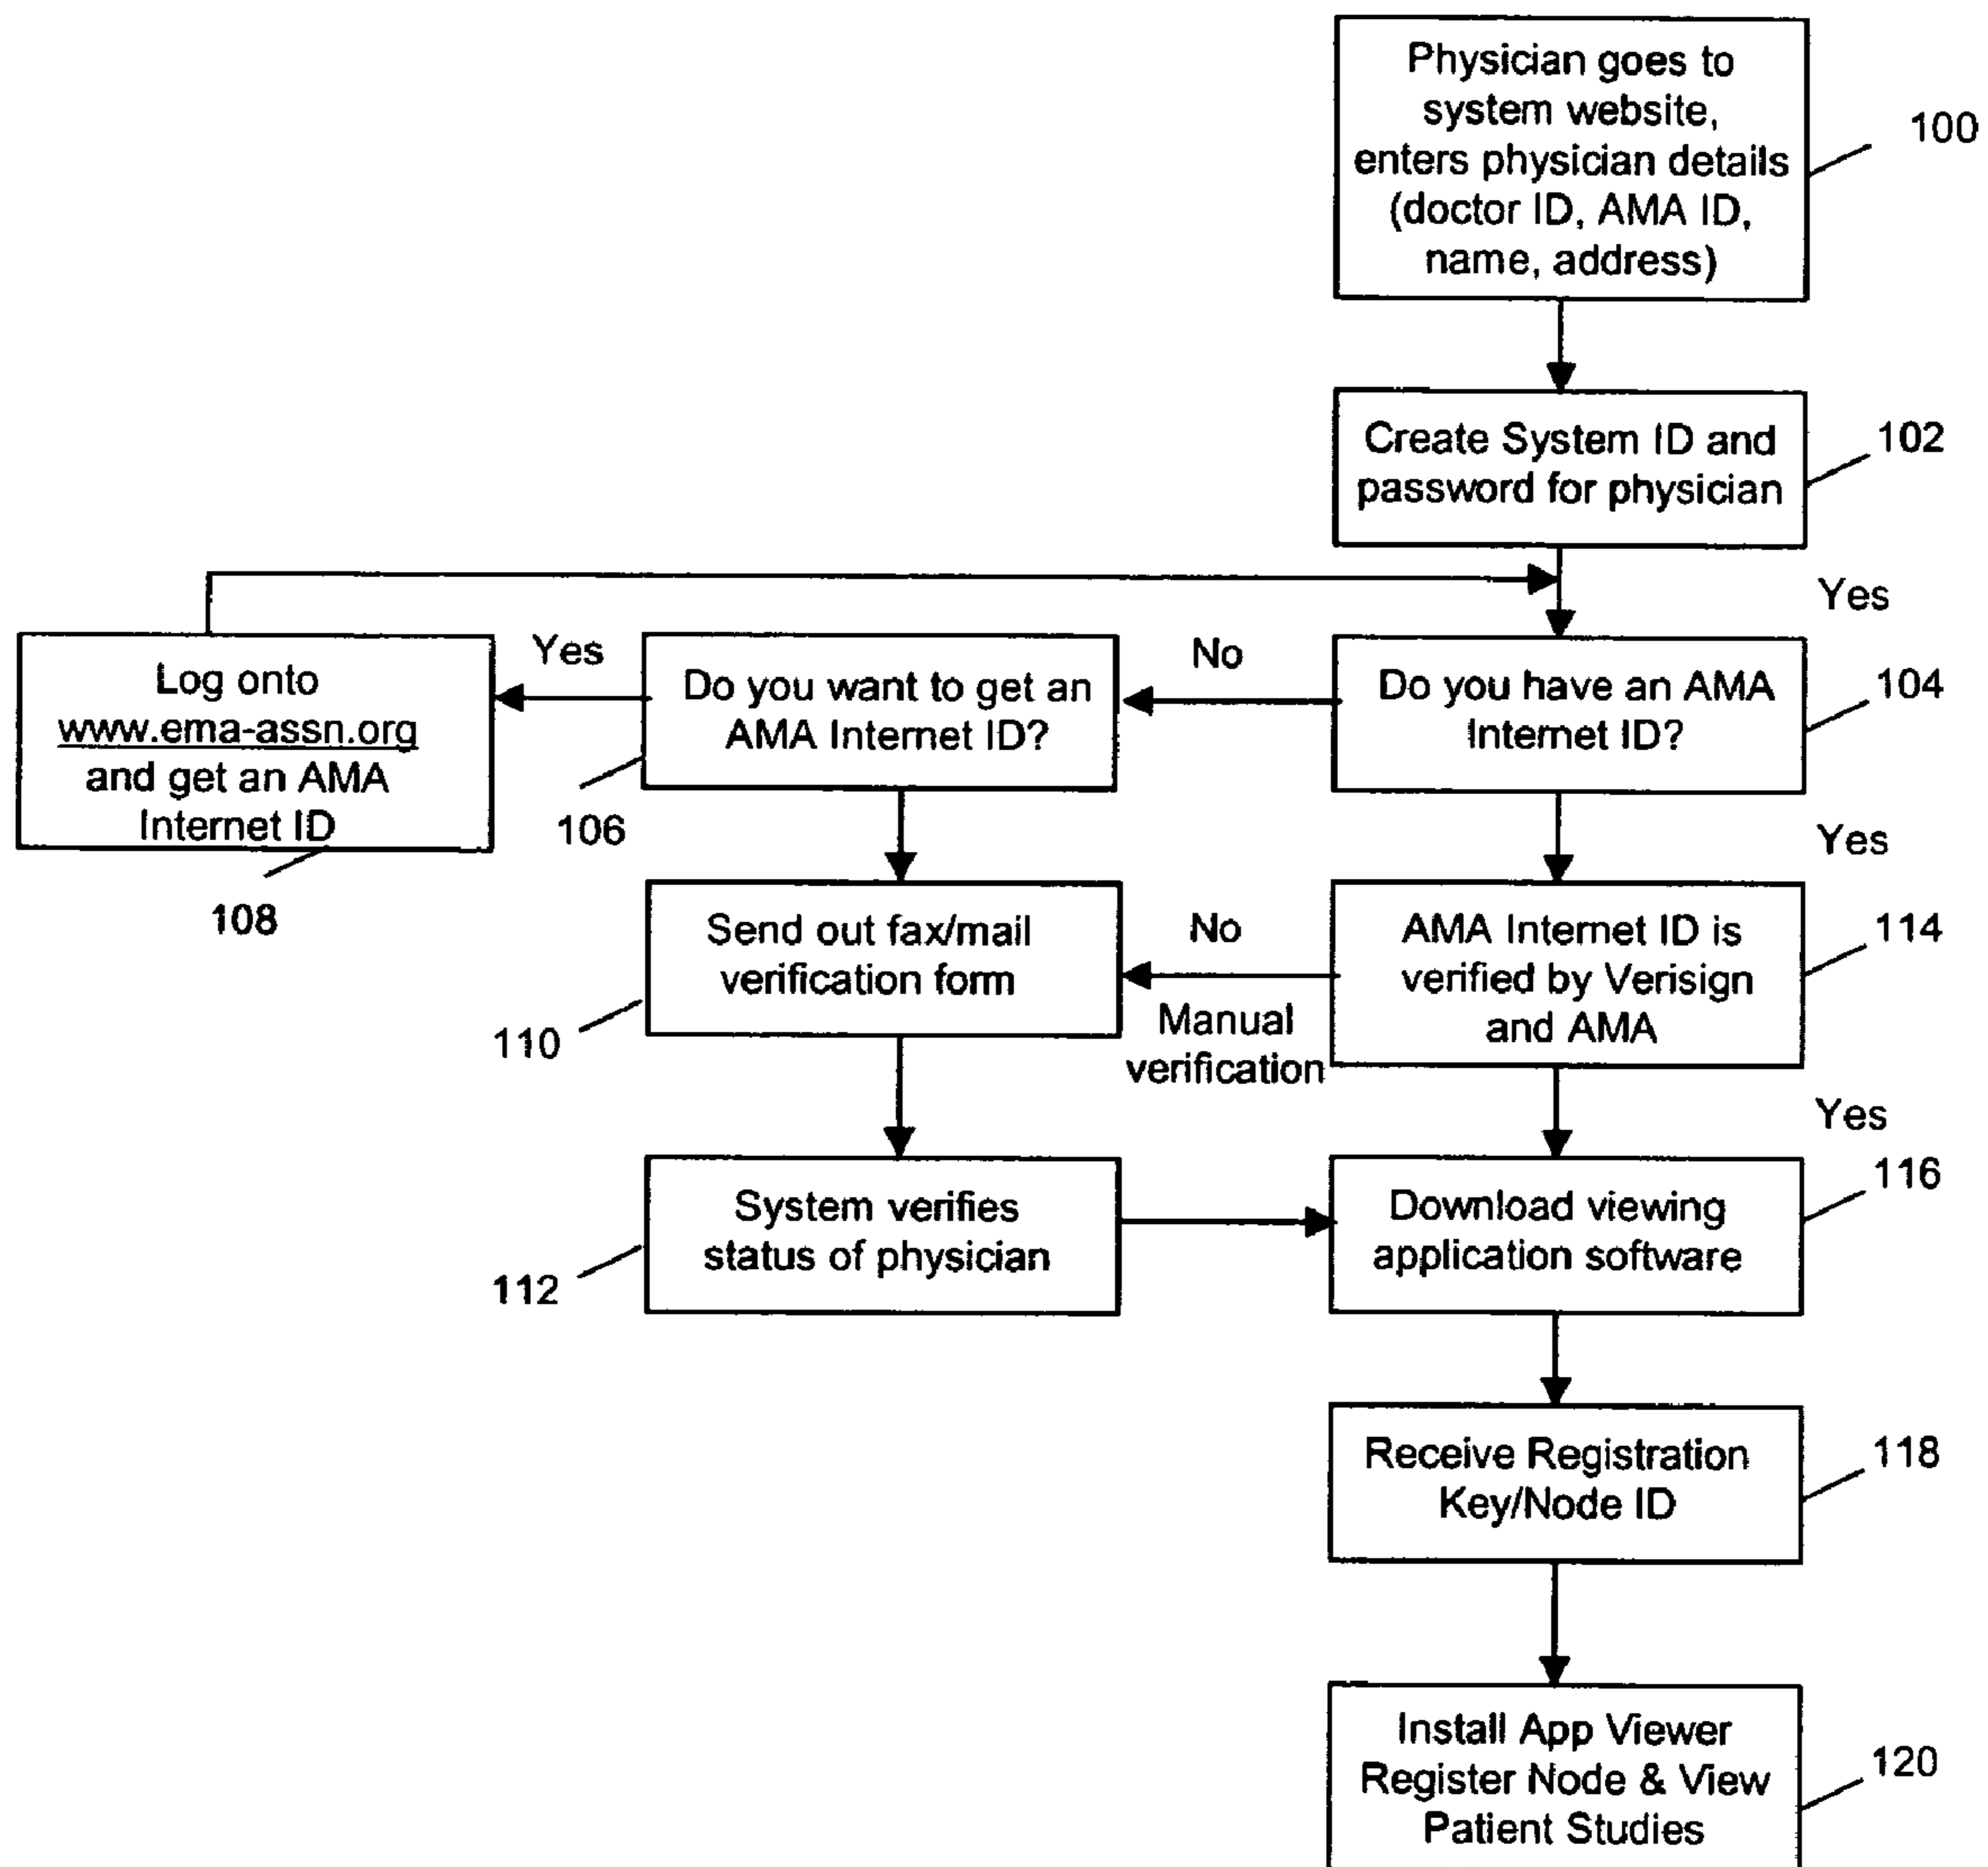 Physician goes to
system website,
enters physician details
(doctor ID, AMA ID,
name, address)
100
Create System ID and
password for physician
102
Yes
Log onto
www.ema-assn.org
and get an AMA
Internet ID
108
Yes
Do you want to get an
AMA Internet ID?
106
No
Do you have an AMA
Internet ID?
104
Yes
Send out fax/mail
verification form
110
No
Manual
verification
AMA Internet ID is
verified by Verisign
and AMA
114
Yes
System verifies
status of physician
112
Download viewing
application software
116
Receive Registration
Key/Node ID
118
Install App Viewer
Register Node & View
Patient Studies
120